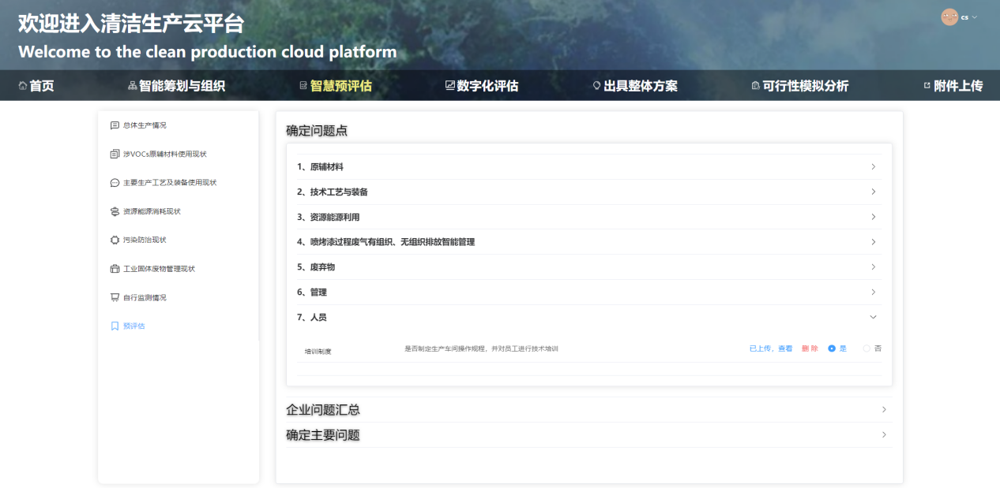 欢迎进入清洁生产云平台
cs
Welcome to the clean production cloud platform
首页 智能筹划与组织 智慧预评估 数字化评估 出具整体方案 可行性模拟分析 附件上传
总体生产情况
涉VOCs原辅材料使用现状
主要生产工艺及装备使用现状
资源能源消耗现状
污染防治现状
工业固体废物管理现状
自行监测情况
预评估
确定问题点
1、原辅材料
2、技术工艺与装备
3、资源能源利用
4、喷烤漆过程废气有组织、无组织排放智能管理
5、废弃物
6、管理
7、人员
培训制度 是否制定生产车间操作规程，并对员工进行技术培训 已上传，查看 删 除 是 否
企业问题汇总
确定主要问题